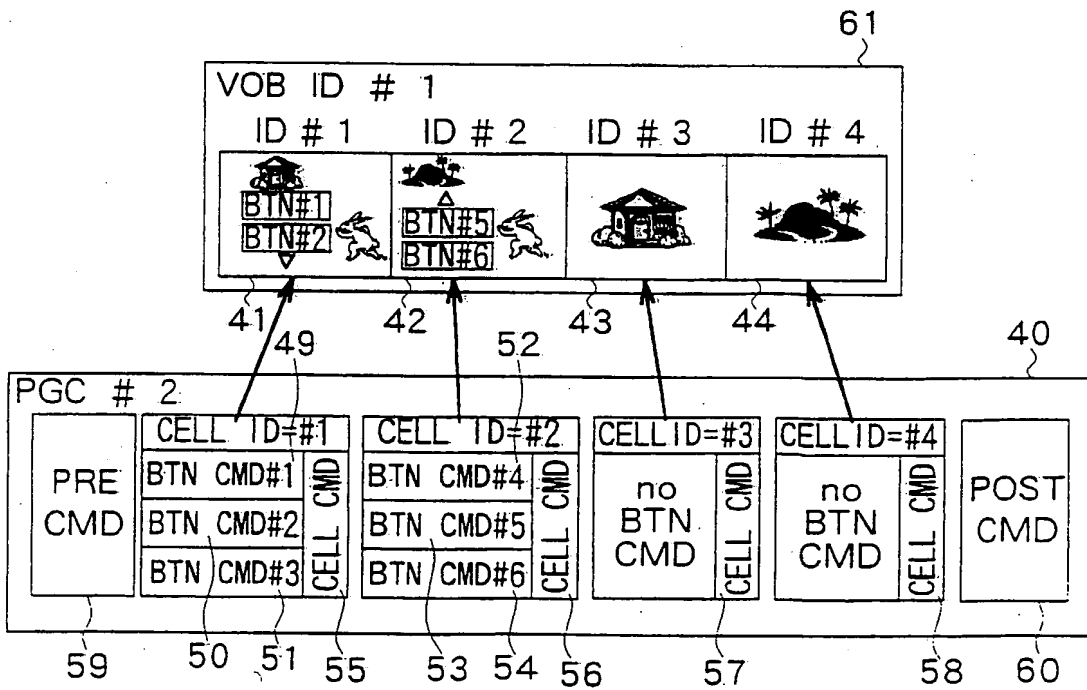 61
VOB ID # 1
ID # 1 ID # 2 ID # 3 ID # 4
BTN#1
BTN#2
BTN#5
BTN#6
41 42 43 44
49 52 40
PGC # 2
PRE CMD
CELL ID=#1
BTN CMD#1
BTN CMD#2
BTN CMD#3
CELL CMD
CELL ID=#2
BTN CMD#4
BTN CMD#5
BTN CMD#6
CELL CMD
CELL ID=#3
no
BTN
CMD
CELL CMD
CELL ID=#4
no
BTN
CMD
CELL CMD
POST
CMD
59 50 51 55 53 54 56 57 58 60